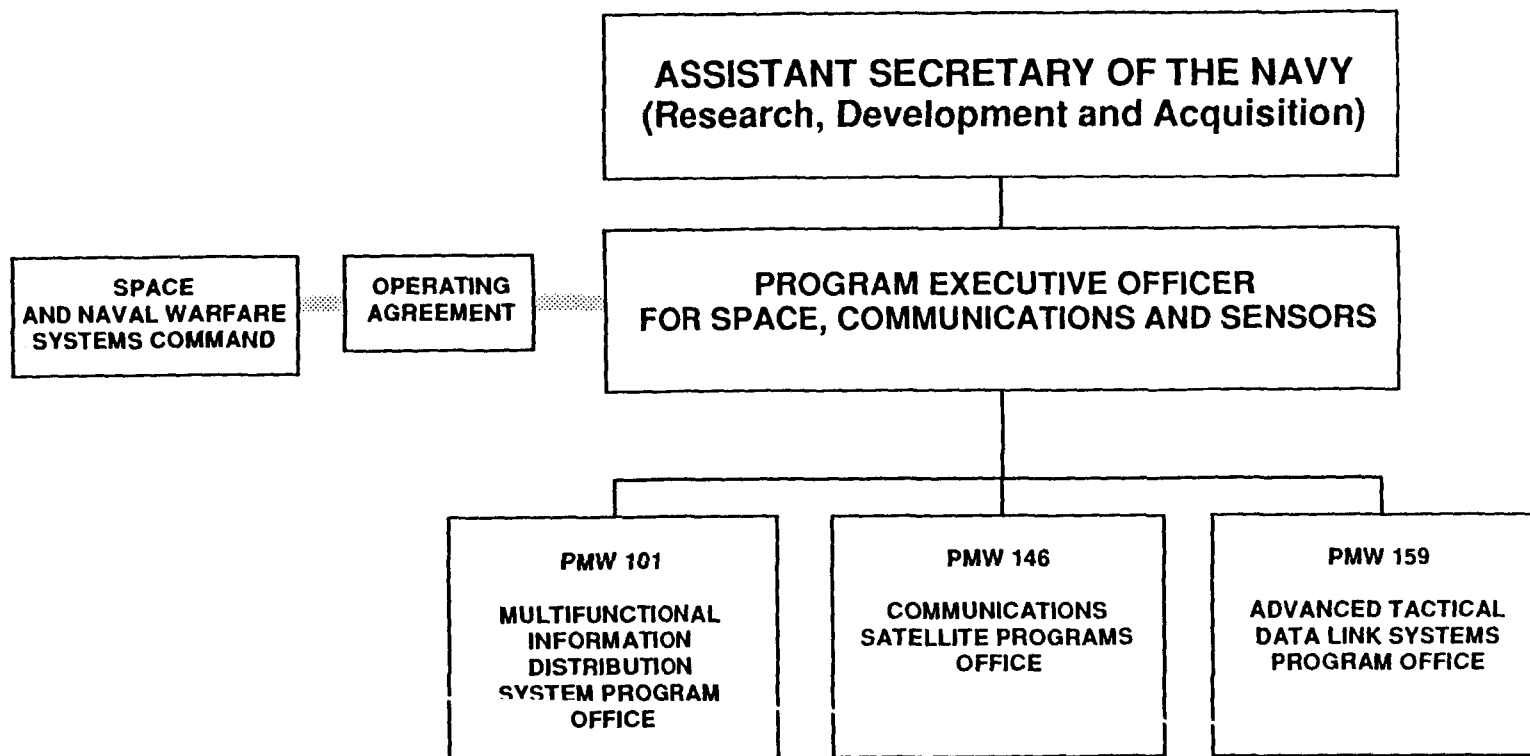 ASSISTANT SECRETARY OF THE NAVY
(Research, Development and Acquisition)
SPACE
AND NAVAL WARFARE
SYSTEMS COMMAND
OPERATING
AGREEMENT
PROGRAM EXECUTIVE OFFICER
FOR SPACE, COMMUNICATIONS AND SENSORS
PMW 101
MULTIFUNCTIONAL
INFORMATION
DISTRIBUTION
SYSTEM PROGRAM
OFFICE
PMW 146
COMMUNICATIONS
SATELLITE PROGRAMS
OFFICE
PMW 159
ADVANCED TACTICAL
DATA LINK SYSTEMS
PROGRAM OFFICE